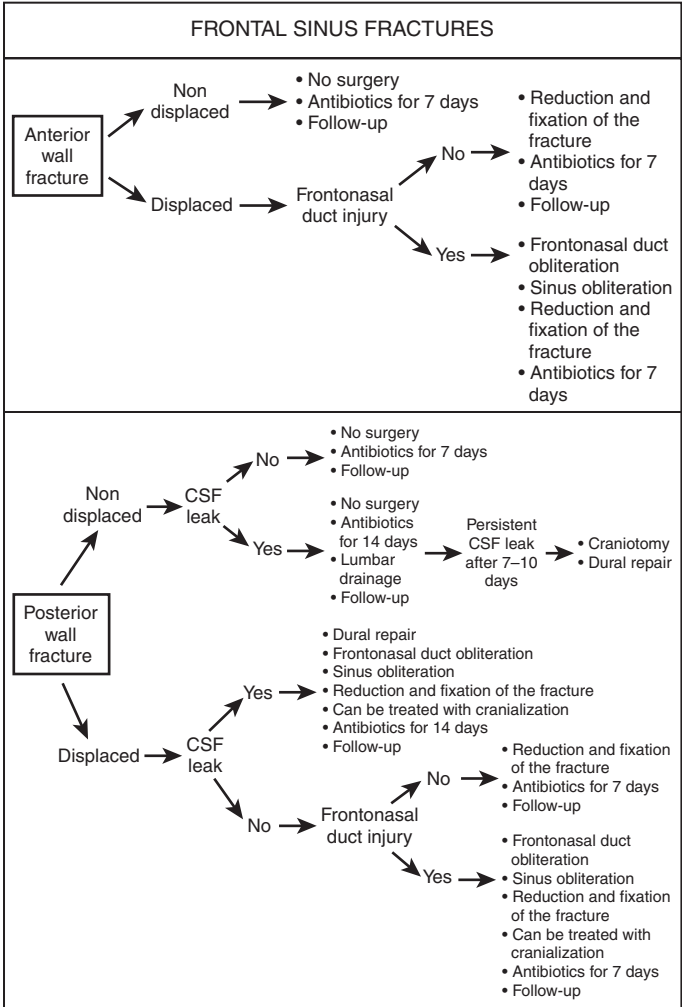 FRONTAL SINUS FRACTURES
Anterior
wall
fracture
Non
displaced
• No surgery
• Antibiotics for 7 days
• Follow-up
Displaced
Frontonasal
duct injury
No
• Reduction and
fixation of the
fracture
• Antibiotics for 7
days
• Follow-up
Yes
• Frontonasal duct
obliteration
• Sinus obliteration
• Reduction and
fixation of the
fracture
• Antibiotics for 7
days
Posterior
wall
fracture
Non
displaced
CSF
leak
No
• No surgery
• Antibiotics for 7 days
• Follow-up
Yes
• No surgery
• Antibiotics
for 14 days
• Lumbar
drainage
• Follow-up
Persistent
CSF leak
after 7–10
days
• Craniotomy
• Dural repair
Displaced
CSF
leak
Yes
• Dural repair
• Frontonasal duct obliteration
• Sinus obliteration
• Reduction and fixation of the fracture
• Can be treated with cranialization
• Antibiotics for 14 days
• Follow-up
No
Frontonasal
duct injury
No
• Reduction and fixation
of the fracture
• Antibiotics for 7 days
• Follow-up
Yes
• Frontonasal duct
obliteration
• Sinus obliteration
• Reduction and fixation
of the fracture
• Can be treated with
cranialization
• Antibiotics for 7 days
• Follow-up